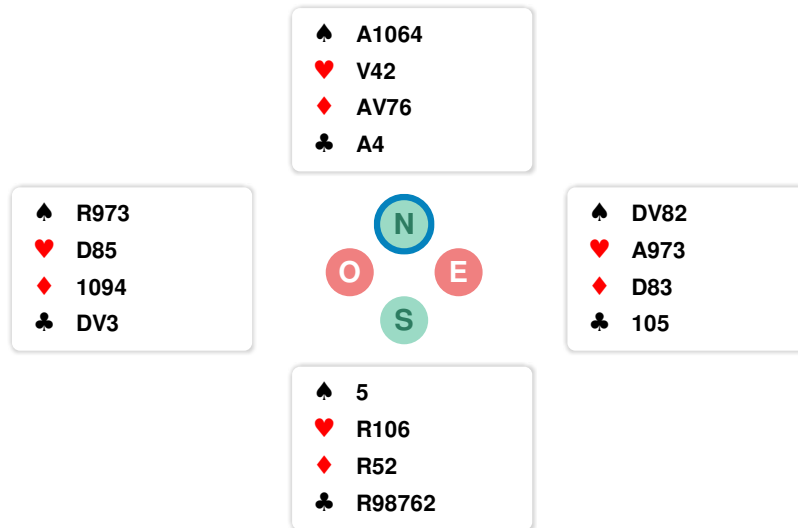 ♠ A1064
♥ V42
♦ AV76
♣ A4
♠ R973
♥ D85
♦ 1094
♣ DV3
N
O
E
S
♠ DV82
♥ A973
♦ D83
♣ 105
♠ 5
♥ R106
♦ R52
♣ R98762